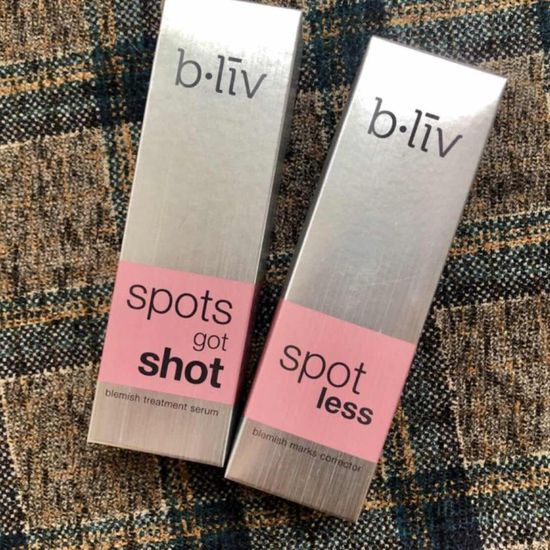 b·līv
spots
got
shot
blemish treatment serum
b·līv
spot
less
blemish marks corrector